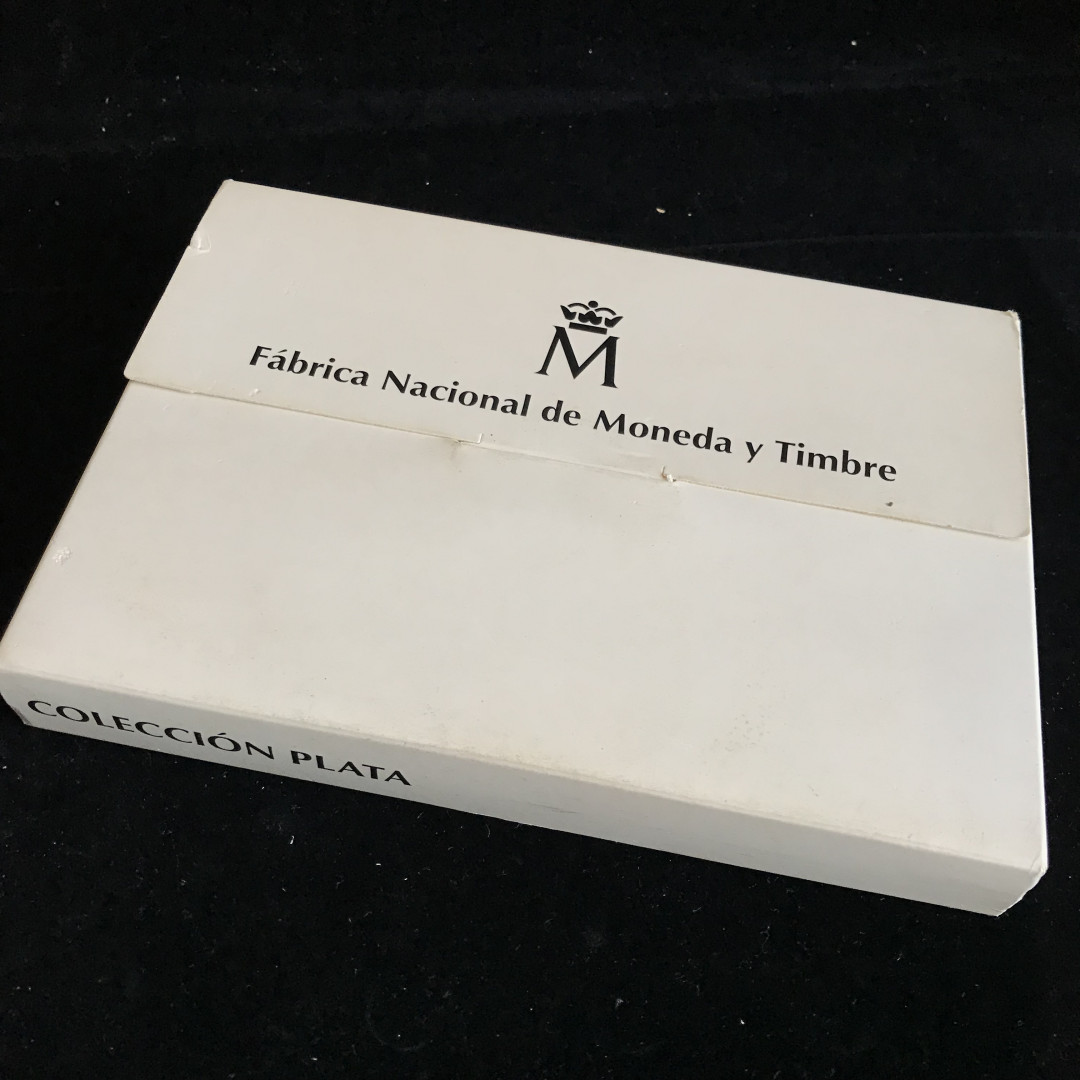 M
Fábrica Nacional de Moneda y Timbre
COLECCIÓN PLATA